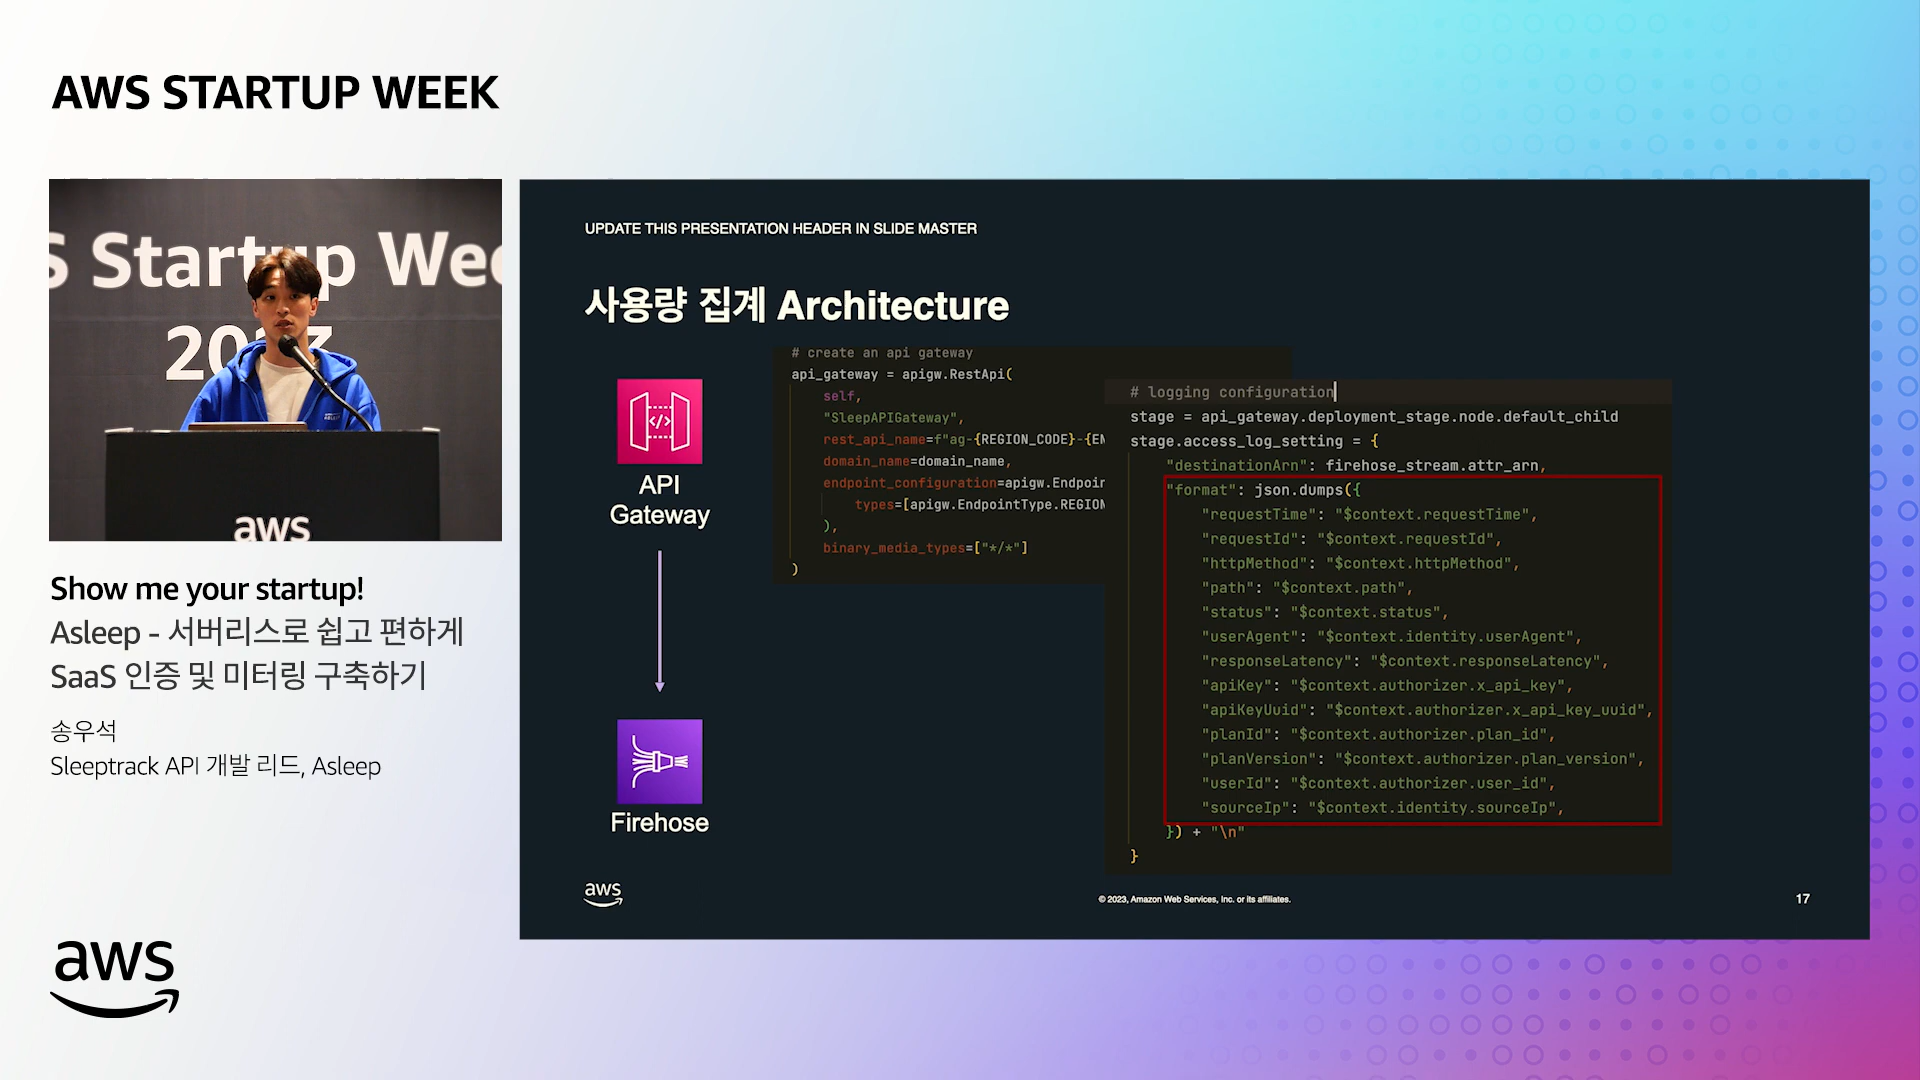 AWS STARTUP WEEK
S Startup Wee
2023
aws
Show me your startup!
Asleep - 서버리스로 쉽고 편하게
SaaS 인증 및 미터링 구축하기
송우석
Sleeptrack API 개발 리드, Asleep
aws
UPDATE THIS PRESENTATION HEADER IN SLIDE MASTER
사용량 집계 Architecture
API
Gateway
Firehose
# create an api gateway
api_gateway = apigw.RestApi(
self,
"SleepAPIGateway",
rest_api_name=f"ag-{REGION_CODE}-{EN
domain_name=domain_name,
endpoint_configuration=apigw.Endpoin
types=[apigw.EndpointType.REGION
),
binary_media_types=["*/*"]
)
# logging configuration
stage = api_gateway.deployment_stage.node.default_child
stage.access_log_setting = {
"destinationArn": firehose_stream.attr_arn,
"format": json.dumps({
"requestTime": "$context.requestTime",
"requestId": "$context.requestId",
"httpMethod": "$context.httpMethod",
"path": "$context.path",
"status": "$context.status",
"userAgent": "$context.identity.userAgent",
"responseLatency": "$context.responseLatency",
"apiKey": "$context.authorizer.x_api_key",
"apiKeyUuid": "$context.authorizer.x_api_key_uuid",
"planId": "$context.authorizer.plan_id",
"planVersion": "$context.authorizer.plan_version",
"userId": "$context.authorizer.user_id",
"sourceIp": "$context.identity.sourceIp",
}) + "\n"
}
aws
© 2023, Amazon Web Services, Inc. or its affiliates.
17